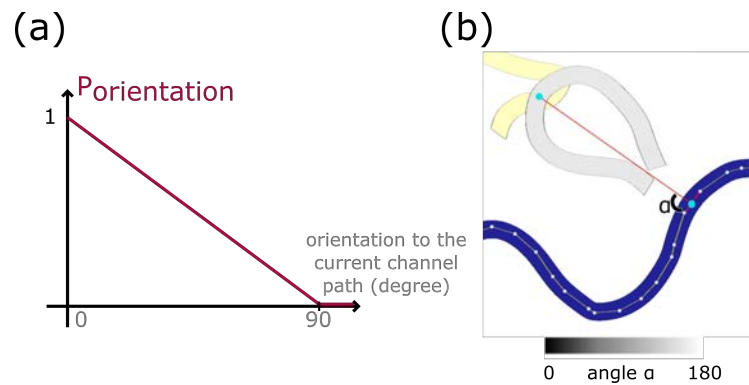 (a)
Porientation
1
orientation to the
current channel
path (degree)
0
90
(b)
ɑ
0 angle ɑ 180